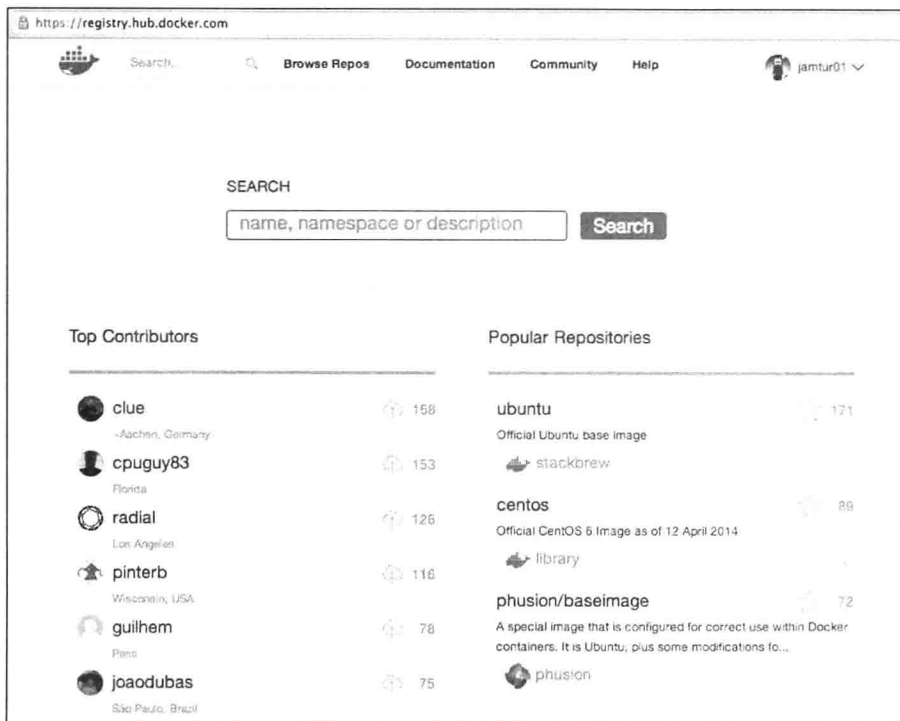 https://registry.hub.docker.com
Search.. Browse Repos Documentation Community Help jamtur01
SEARCH
name, namespace or description Search
Top Contributors
clue 158
-Aachen, Germany
cpuguy83 153
Florida
radial 126
Los Angeles
pinterb 116
Wisconsin, USA
guilhem 78
Paris
joaodubas 75
São Paulo, Brazil
Popular Repositories
ubuntu 171
Official Ubuntu base image
stackbrew
centos 89
Official CentOS 6 Image as of 12 April 2014
library
phusion/baseimage 72
A special image that is configured for correct use within Docker
containers. It is Ubuntu, plus some modifications fo...
phusion